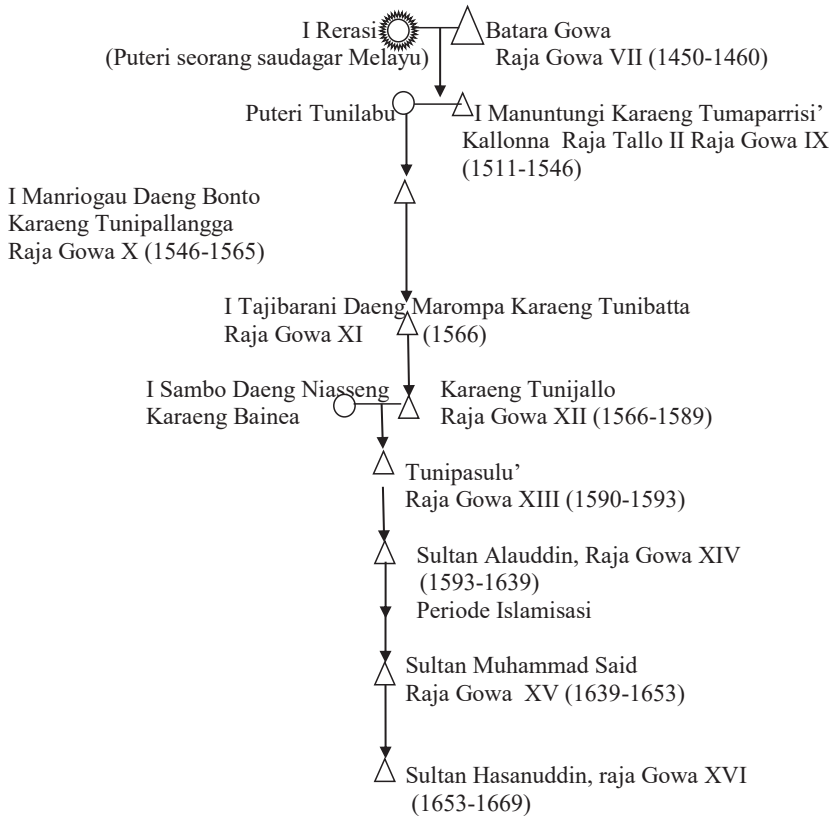 I Rerasi
(Puteri seorang saudagar Melayu)
Batara Gowa
Raja Gowa VII (1450-1460)
Puteri Tunilabu
I Manuntungi Karaeng Tumaparrisi’
Kallonna Raja Tallo II Raja Gowa IX
(1511-1546)
I Manriogau Daeng Bonto
Karaeng Tunipallangga
Raja Gowa X (1546-1565)
I Tajibarani Daeng Marompa Karaeng Tunibatta
Raja Gowa XI (1566)
I Sambo Daeng Niasseng
Karaeng Bainea
Karaeng Tunijallo
Raja Gowa XII (1566-1589)
Tunipasulu’
Raja Gowa XIII (1590-1593)
Sultan Alauddin, Raja Gowa XIV
(1593-1639)
Periode Islamisasi
Sultan Muhammad Said
Raja Gowa XV (1639-1653)
Sultan Hasanuddin, raja Gowa XVI
(1653-1669)